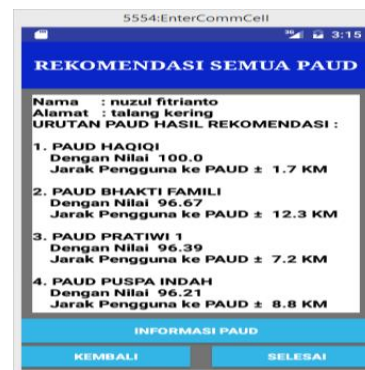 5554:EnterCommCell
3G 3:15
REKOMENDASI SEMUA PAUD
Nama : nuzul fitrianto
Alamat : talang kering
URUTAN PAUD HASIL REKOMENDASI :
1. PAUD HAQIQI
Dengan Nilai 100.0
Jarak Pengguna ke PAUD ± 1.7 KM
2. PAUD BHAKTI FAMILI
Dengan Nilai 96.67
Jarak Pengguna ke PAUD ± 12.3 KM
3. PAUD PRATIWI 1
Dengan Nilai 96.39
Jarak Pengguna ke PAUD ± 7.2 KM
4. PAUD PUSPA INDAH
Dengan Nilai 96.21
Jarak Pengguna ke PAUD ± 8.8 KM
INFORMASI PAUD
KEMBALI SELESAI